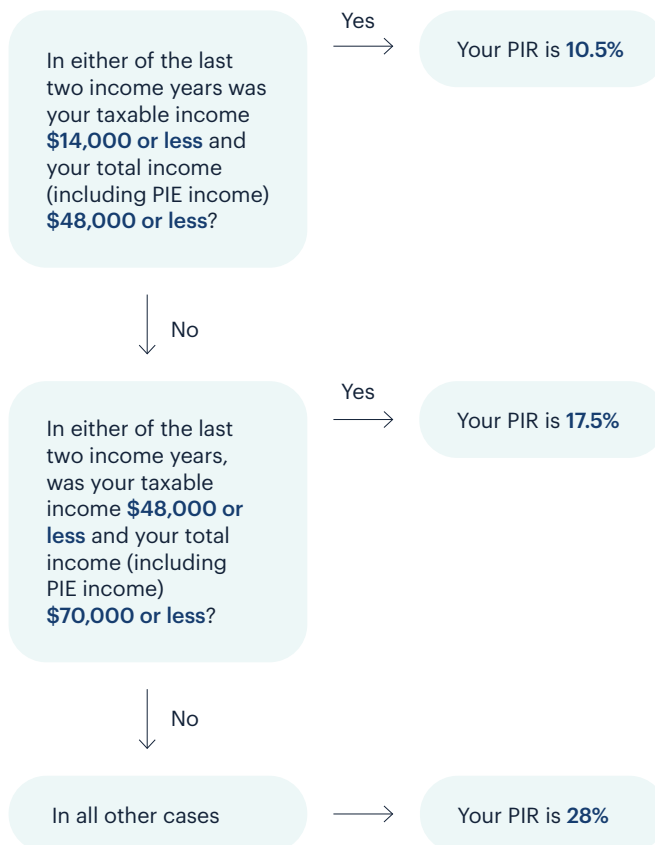 In either of the last
two income years was
your taxable income
$14,000 or less and
your total income
(including PIE income)
$48,000 or less?
Yes
Your PIR is 10.5%
No
In either of the last
two income years,
was your taxable
income $48,000 or
less and your total
income (including
PIE income)
$70,000 or less?
Yes
Your PIR is 17.5%
No
In all other cases
Your PIR is 28%